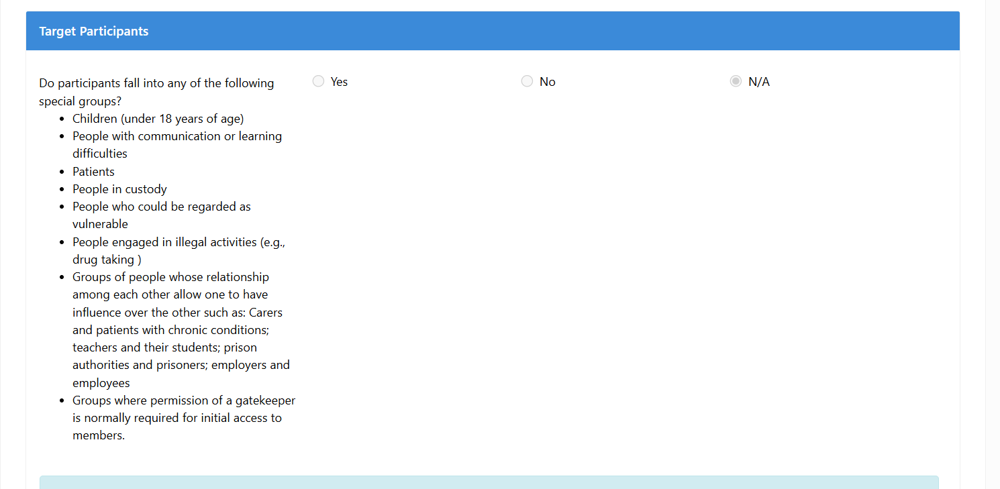 Target Participants
Do participants fall into any of the following
special groups?
Yes
No
N/A
• Children (under 18 years of age)
• People with communication or learning
difficulties
• Patients
• People in custody
• People who could be regarded as
vulnerable
• People engaged in illegal activities (e.g.,
drug taking )
• Groups of people whose relationship
among each other allow one to have
influence over the other such as: Carers
and patients with chronic conditions;
teachers and their students; prison
authorities and prisoners; employers and
employees
• Groups where permission of a gatekeeper
is normally required for initial access to
members.